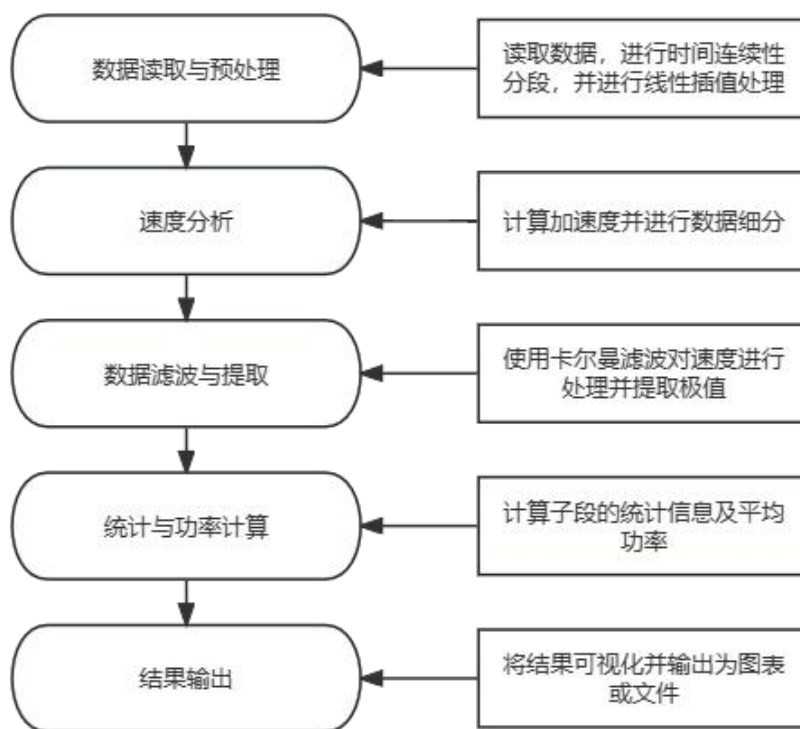 数据读取与预处理
读取数据，进行时间连续性
分段，并进行线性插值处理
速度分析
计算加速度并进行数据细分
数据滤波与提取
使用卡尔曼滤波对速度进行
处理并提取极值
统计与功率计算
计算子段的统计信息及平均
功率
结果输出
将结果可视化并输出为图表
或文件